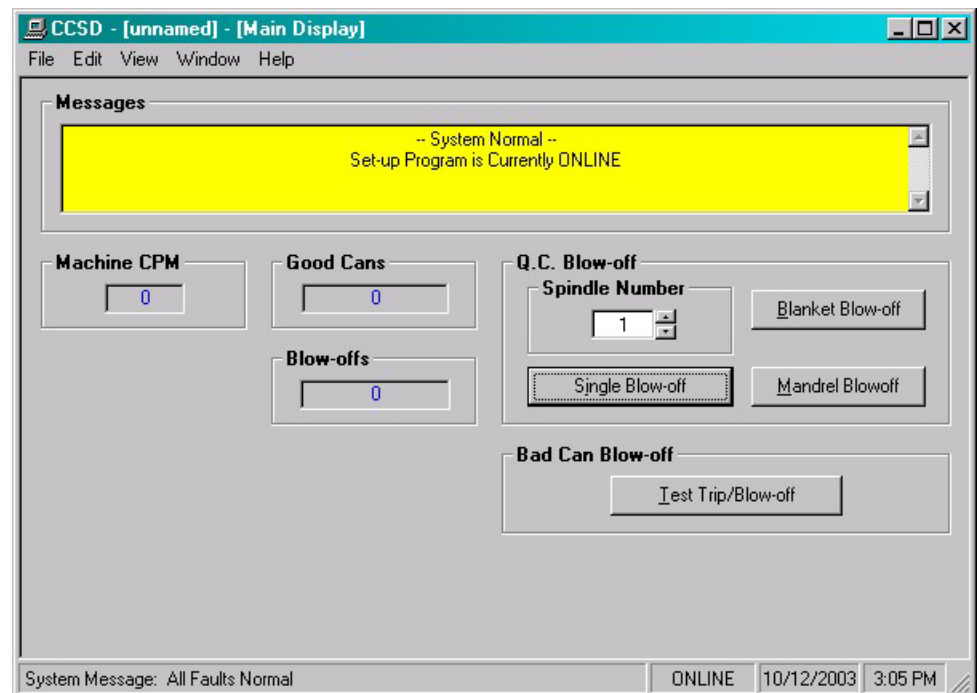 CCSD - [unnamed] - [Main Display]
File Edit View Window Help
Messages
-- System Normal --
Set-up Program is Currently ONLINE
Machine CPM
0
Good Cans
0
Blow-offs
0
Q.C. Blow-off
Spindle Number
1
Blanket Blow-off
Single Blow-off
Mandrel Blowoff
Bad Can Blow-off
Test Trip/Blow-off
System Message: All Faults Normal
ONLINE
10/12/2003
3:05 PM